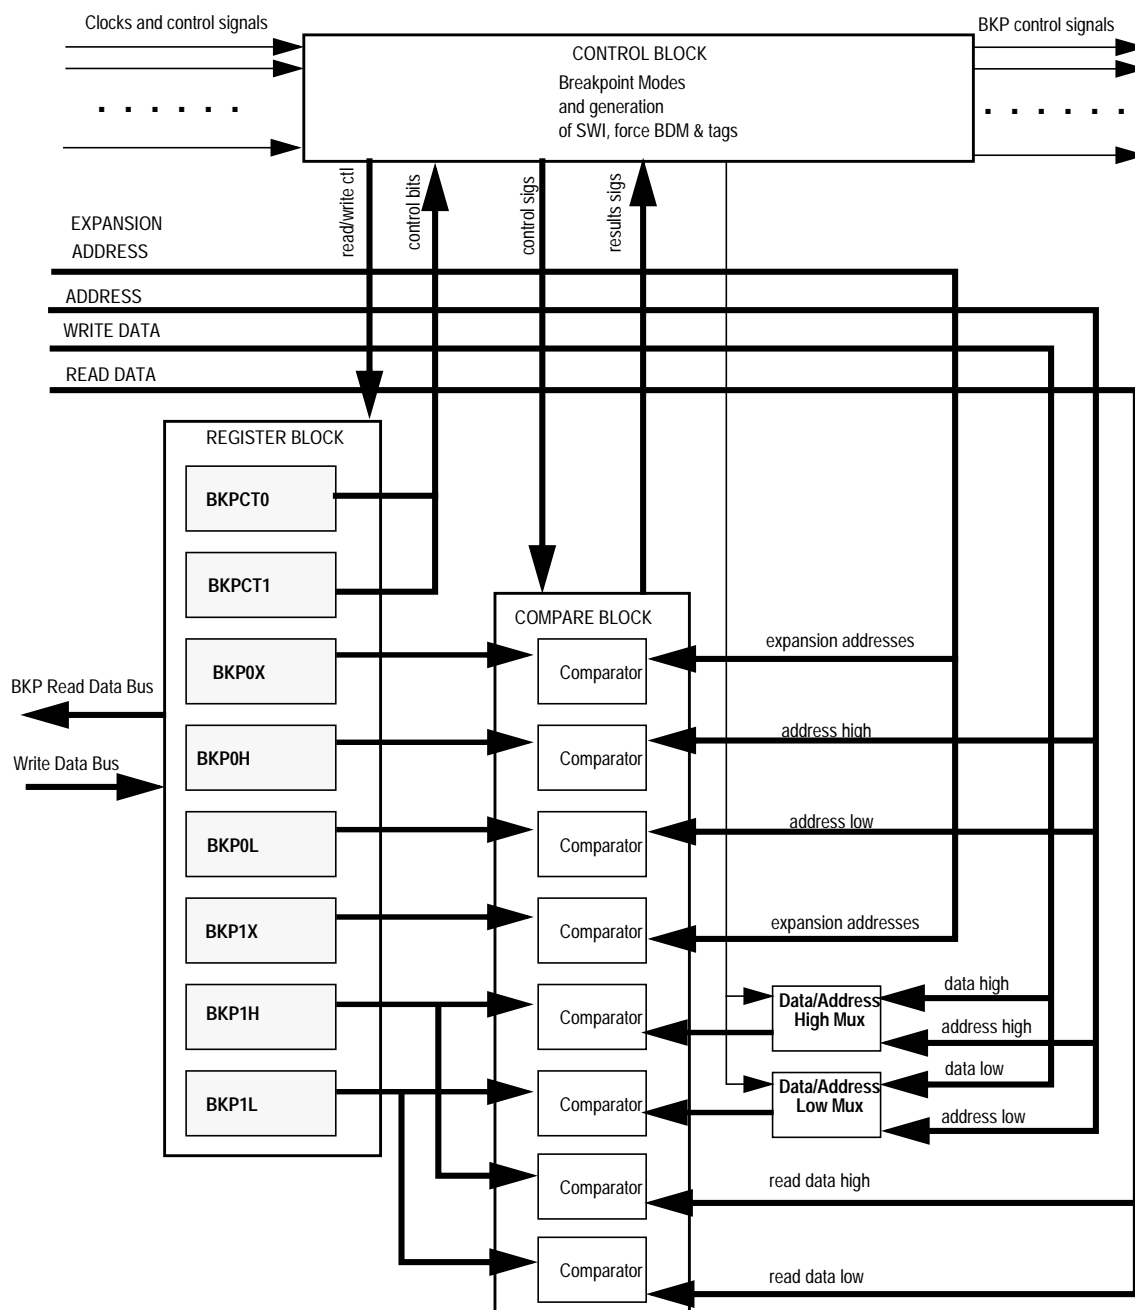 Clocks and control signals
BKP control signals
CONTROL BLOCK
Breakpoint Modes
and generation
of SWI, force BDM & tags
. . . . . .
. . . . . .
read/write ctl
control bits
control sigs
results sigs
EXPANSION
ADDRESS
ADDRESS
WRITE DATA
READ DATA
REGISTER BLOCK
BKPCT0
BKPCT1
COMPARE BLOCK
BKP0X
Comparator
expansion addresses
BKP Read Data Bus
BKP0H
Comparator
address high
Write Data Bus
BKP0L
Comparator
address low
BKP1X
Comparator
expansion addresses
BKP1H
Comparator
Data/Address
High Mux
data high
address high
BKP1L
Comparator
Data/Address
Low Mux
data low
address low
Comparator
read data high
Comparator
read data low